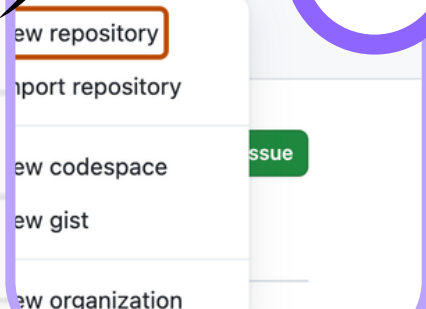 ew repository
nport repository
ew codespace
ssue
ew gist
ew organization